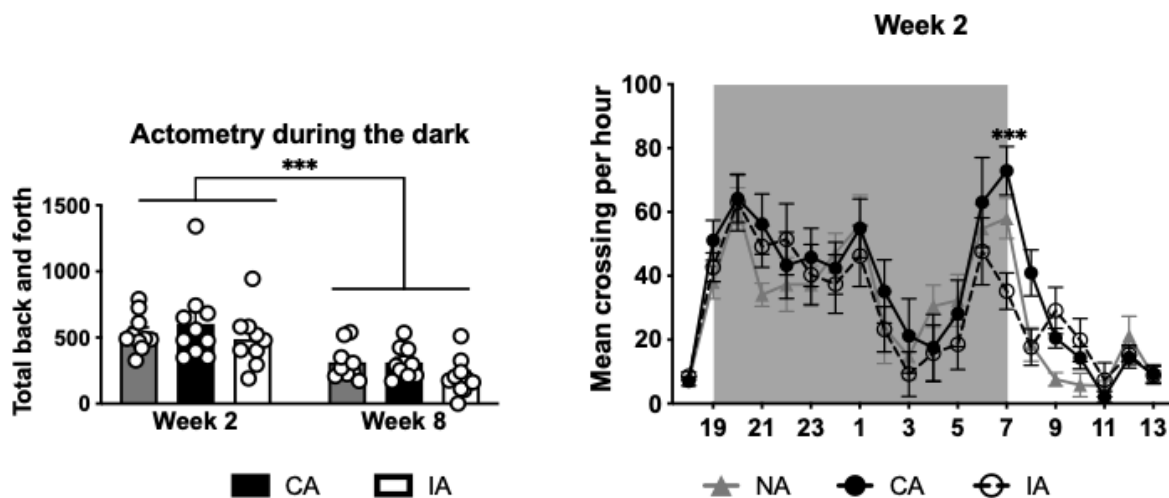 Actometry during the dark
***
Total back and forth
1500
1000
500
0
Week 2
Week 8
CA
IA
Week 2
***
Mean crossing per hour
100
80
60
40
20
0
19 21 23 1 3 5 7 9 11 13
NA
CA
IA